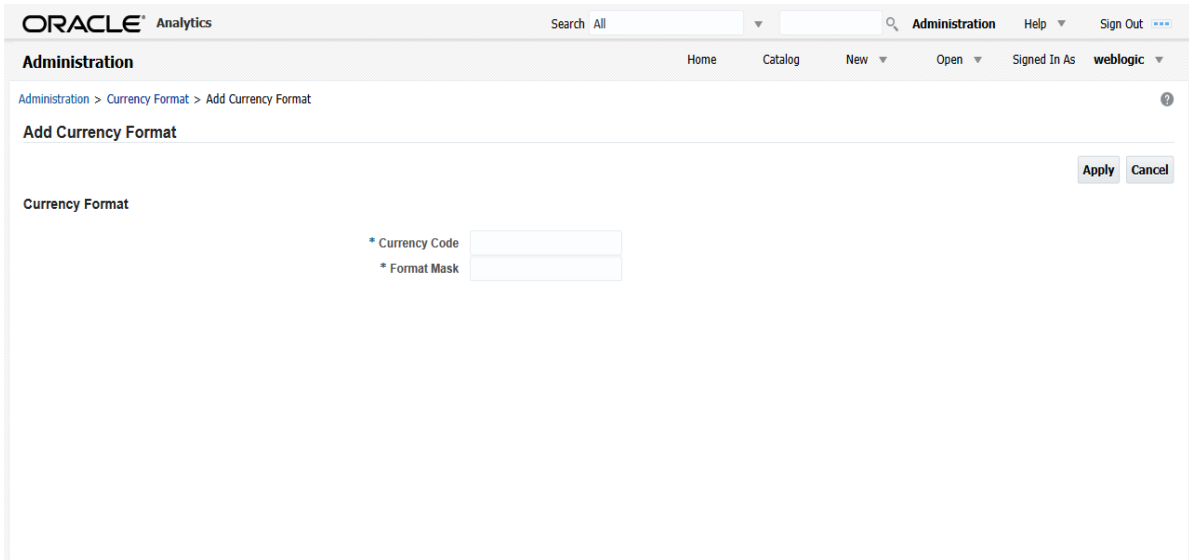 ORACLE® Analytics Search All Administration Help Sign Out
Administration Home Catalog New Open Signed In As weblogic
Administration > Currency Format > Add Currency Format ?
Add Currency Format
Apply Cancel
Currency Format
* Currency Code
* Format Mask